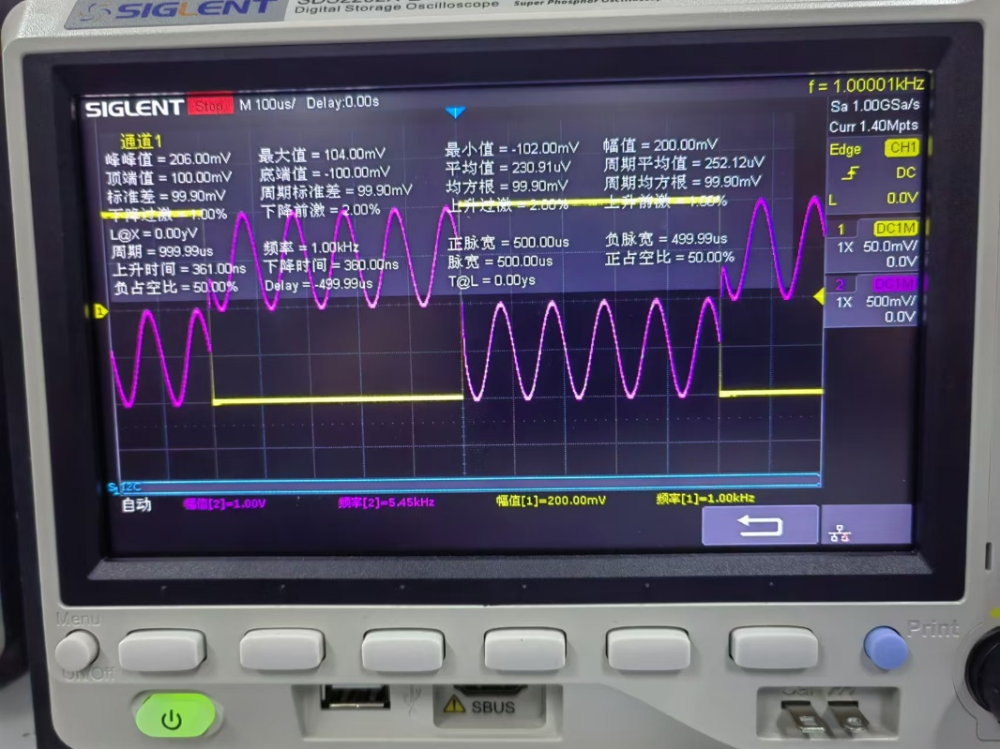 SIGLENT
Digital Storage Oscilloscope
Super Phosphor Oscillosc
SIGLENT Stop M 100us/ Delay:0.00s
f = 1.00001kHz
Sa 1.00GSa/s
Curr 1.40Mpts
Edge CH1
DC
L 0.0V
1 DC1M
1X 50.0mV/
0.0V
2 DC1M
1X 500mV/
0.0V
通道1
峰峰值 = 206.00mV 最大值 = 104.00mV 最小值 = -102.00mV 幅值 = 200.00mV
顶端值 = 100.00mV 底端值 = -100.00mV 平均值 = 230.91uV 周期平均值 = 252.12uV
标准差 = 99.90mV 周期标准差 = 99.90mV 均方根 = 99.90mV 周期均方根 = 99.90mV
下降过激 = 1.00% 下降前激 = 2.00% 上升过激 = 2.00% 上升前激 = 1.00%
L@X = 0.00yV
周期 = 999.99us 频率 = 1.00kHz 正脉宽 = 500.00us 负脉宽 = 499.99us
上升时间 = 361.00ns 下降时间 = 360.00ns 脉宽 = 500.00us 正占空比 = 50.00%
负占空比 = 50.00% Delay = -499.99us T@L = 0.00ys
1
I2C
自动 幅值[2]=1.00V 频率[2]=5.45kHz 幅值[1]=200.00mV 频率[1]=1.00kHz
Menu
On/Off
Print
SBUS